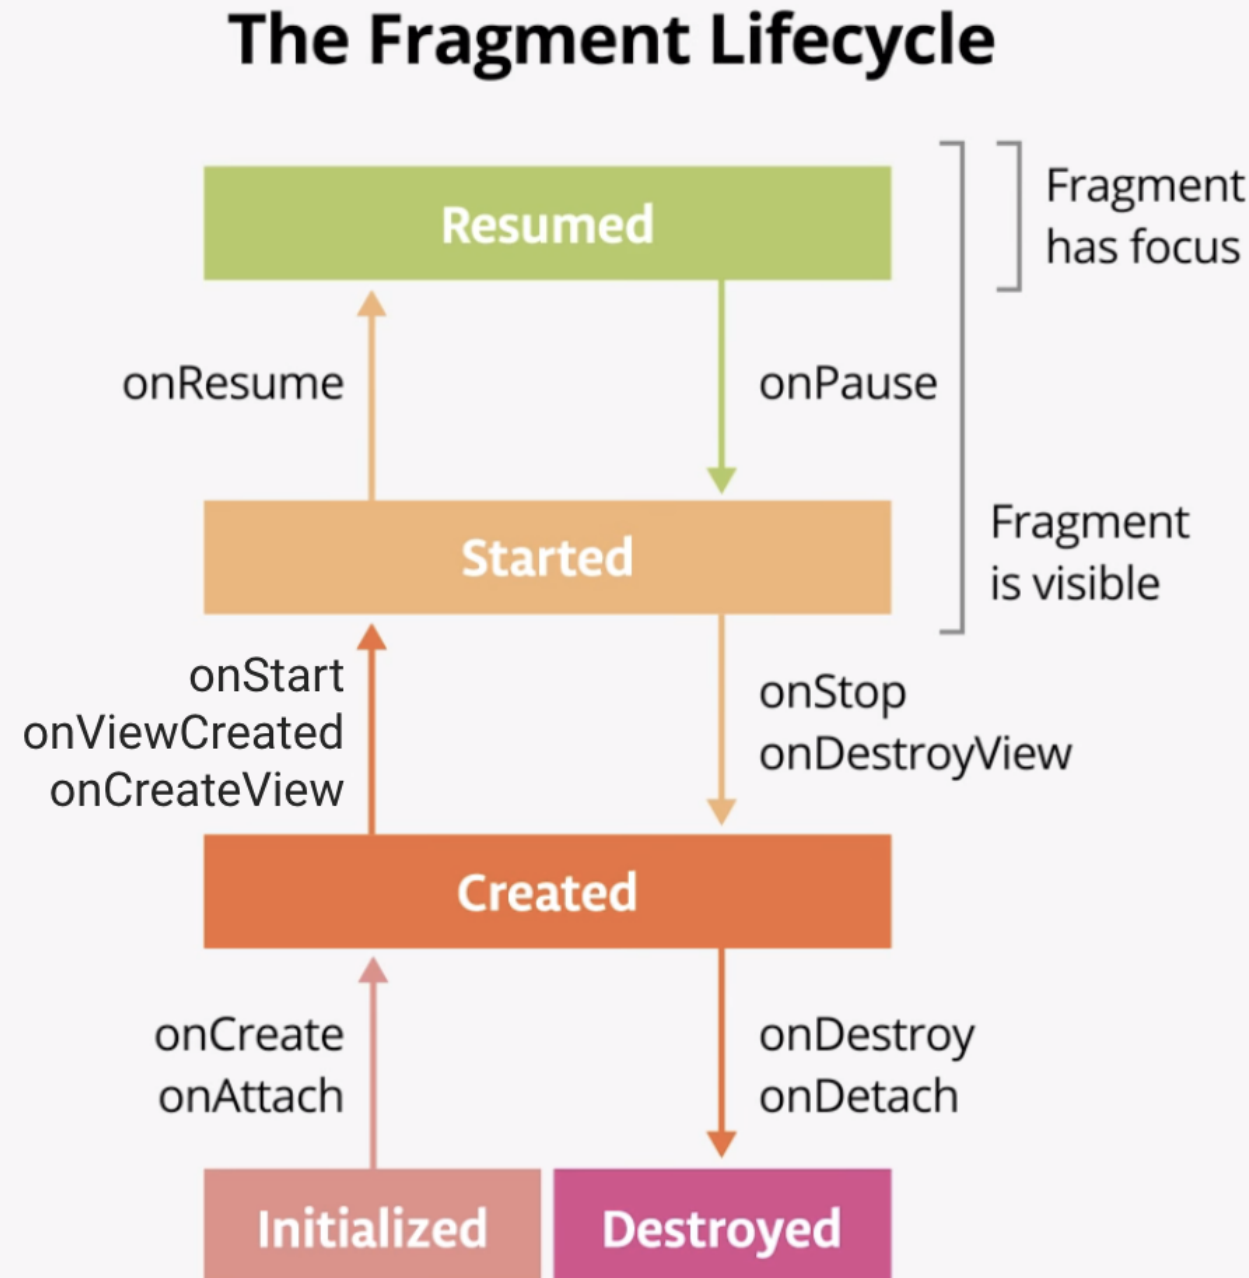 The Fragment Lifecycle
Resumed
Fragment
has focus
onResume
onPause
Started
Fragment
is visible
onStart
onViewCreated
onCreateView
onStop
onDestroyView
Created
onCreate
onAttach
onDestroy
onDetach
Initialized
Destroyed